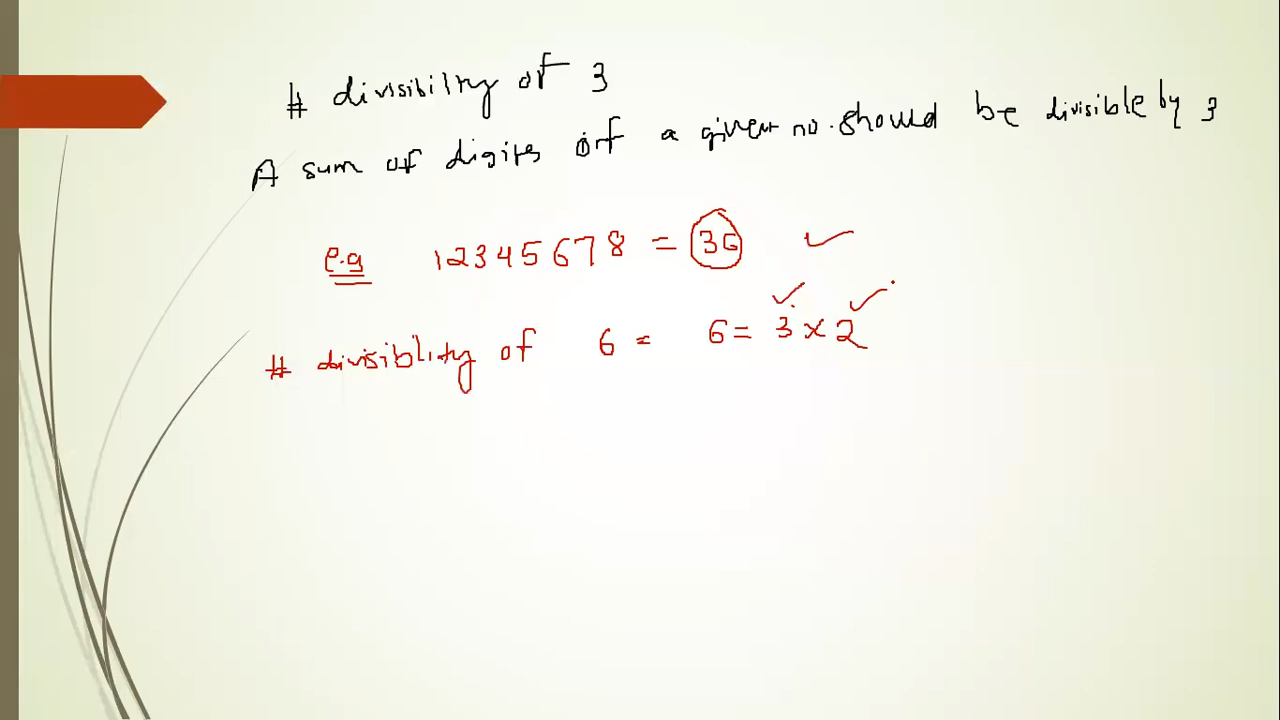 # divisibilty of 3
A sum of digits of a given no. should be divisible by 3
e.g 12345678 = 36
# divisiblity of 6 = 6 = 3 x 2